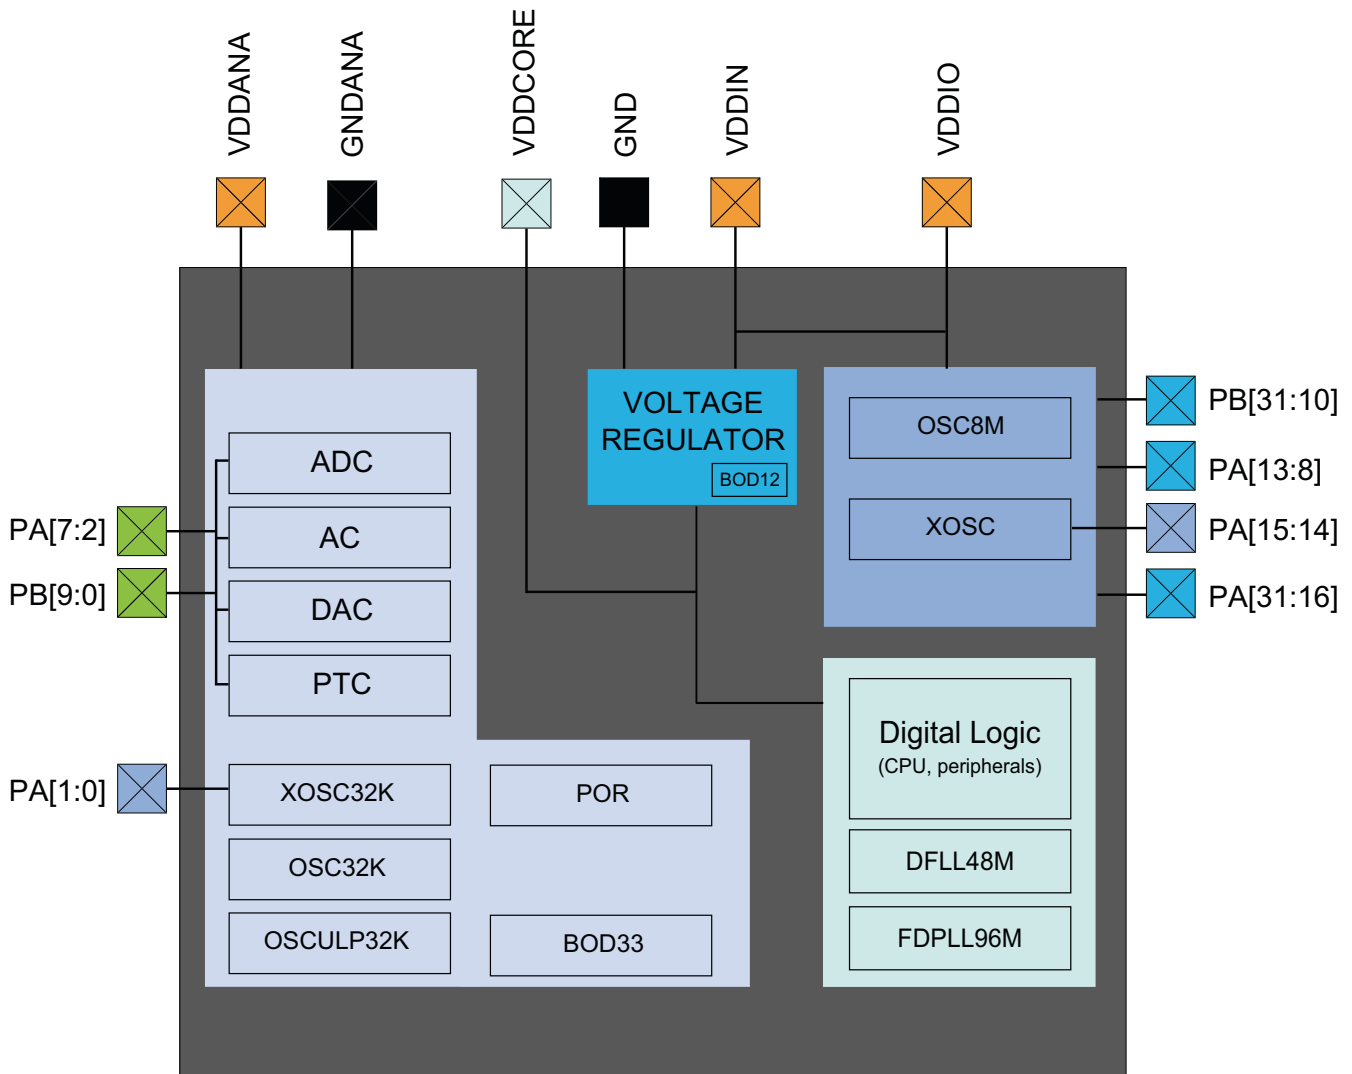 VDDANA
GNDANA
VDDCORE
GND
VDDIN
VDDIO
VOLTAGE
REGULATOR
BOD12
OSC8M
XOSC
PB[31:10]
PA[13:8]
PA[15:14]
PA[31:16]
ADC
AC
DAC
PTC
PA[7:2]
PB[9:0]
PA[1:0]
XOSC32K
OSC32K
OSCULP32K
POR
BOD33
Digital Logic
(CPU, peripherals)
DFLL48M
FDPLL96M